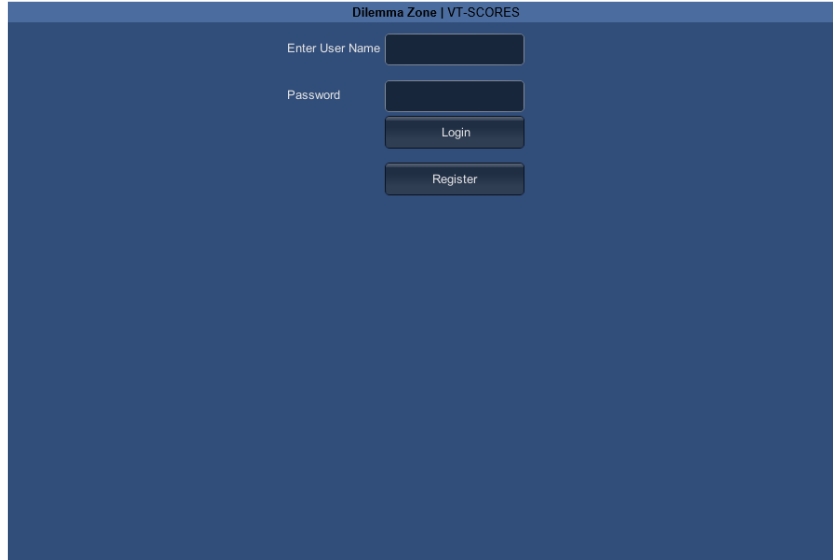 Dilemma Zone | VT-SCORES
Enter User Name
Password
Login
Register